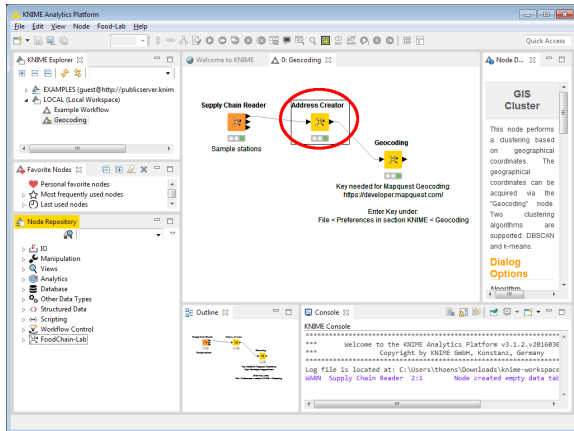 KNIME Analytics Platform
File Edit View Node Food-Lab Help
Quick Access
KNIME Explorer
EXAMPLES (guest@http://publicserver.knim
LOCAL (Local Workspace)
Example Workflow
Geocoding
Favorite Nodes
Personal favorite nodes
Most frequently used nodes
Last used nodes
Node Repository
IO
Manipulation
Views
Analytics
Database
Other Data Types
Structured Data
Scripting
Workflow Control
FoodChain-Lab
Welcome to KNIME
0: Geocoding
Supply Chain Reader
Address Creator
Sample stations
Geocoding
Key needed for Mapquest Geocoding:
https://developer.mapquest.com/
Enter Key under:
File < Preferences in section KNIME < Geocoding
Node D...
GIS
Cluster
This node performs
a clustering based
on geographical
coordinates. The
geographical
coordinates can be
acquired via the
"Geocoding" node.
Two clustering
algorithms are
supported: DBSCAN
and k-means.
Dialog
Options
Algorithm
Outline
Console
KNIME Console
*** Welcome to the KNIME Analytics Platform v3.1.2.v2016030
*** Copyright by KNIME GmbH, Konstanz, Germany
Log file is located at: C:\Users\thoens\Downloads\knime-workspace
WARN Supply Chain Reader 2:1 Node created empty data tab